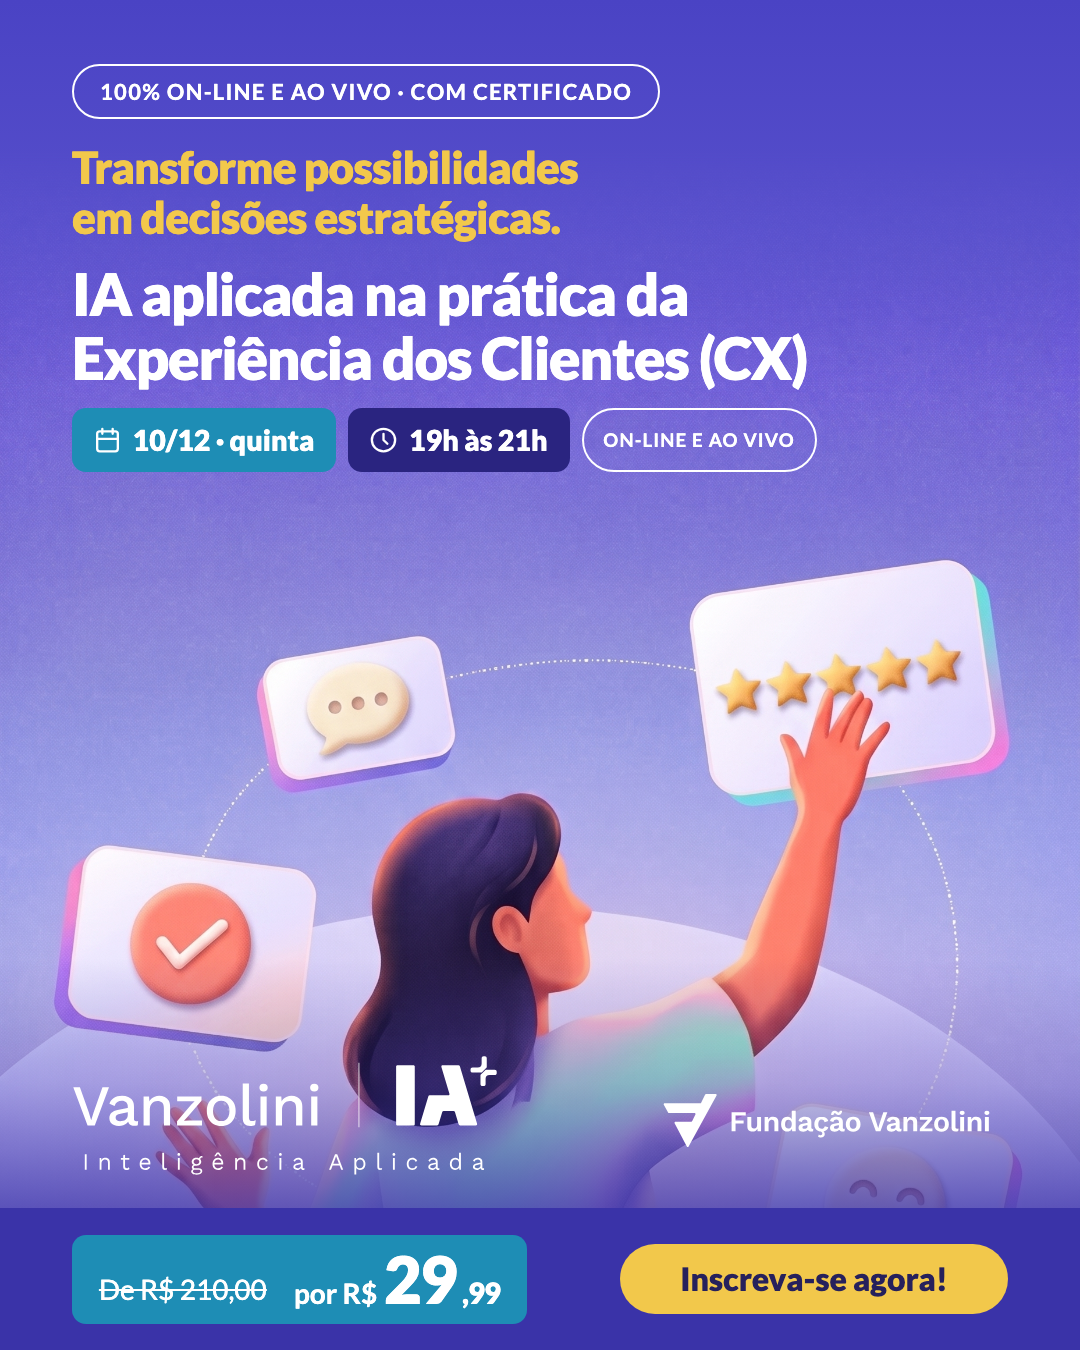 100% ON-LINE E AO VIVO · COM CERTIFICADO
Transforme possibilidades
em decisões estratégicas.
IA aplicada na prática da
Experiência dos Clientes (CX)
10/12 · quinta
19h às 21h
ON-LINE E AO VIVO
Vanzolini
IA+
Inteligência Aplicada
Fundação Vanzolini
De R$ 210,00 por R$ 29,99
Inscreva-se agora!